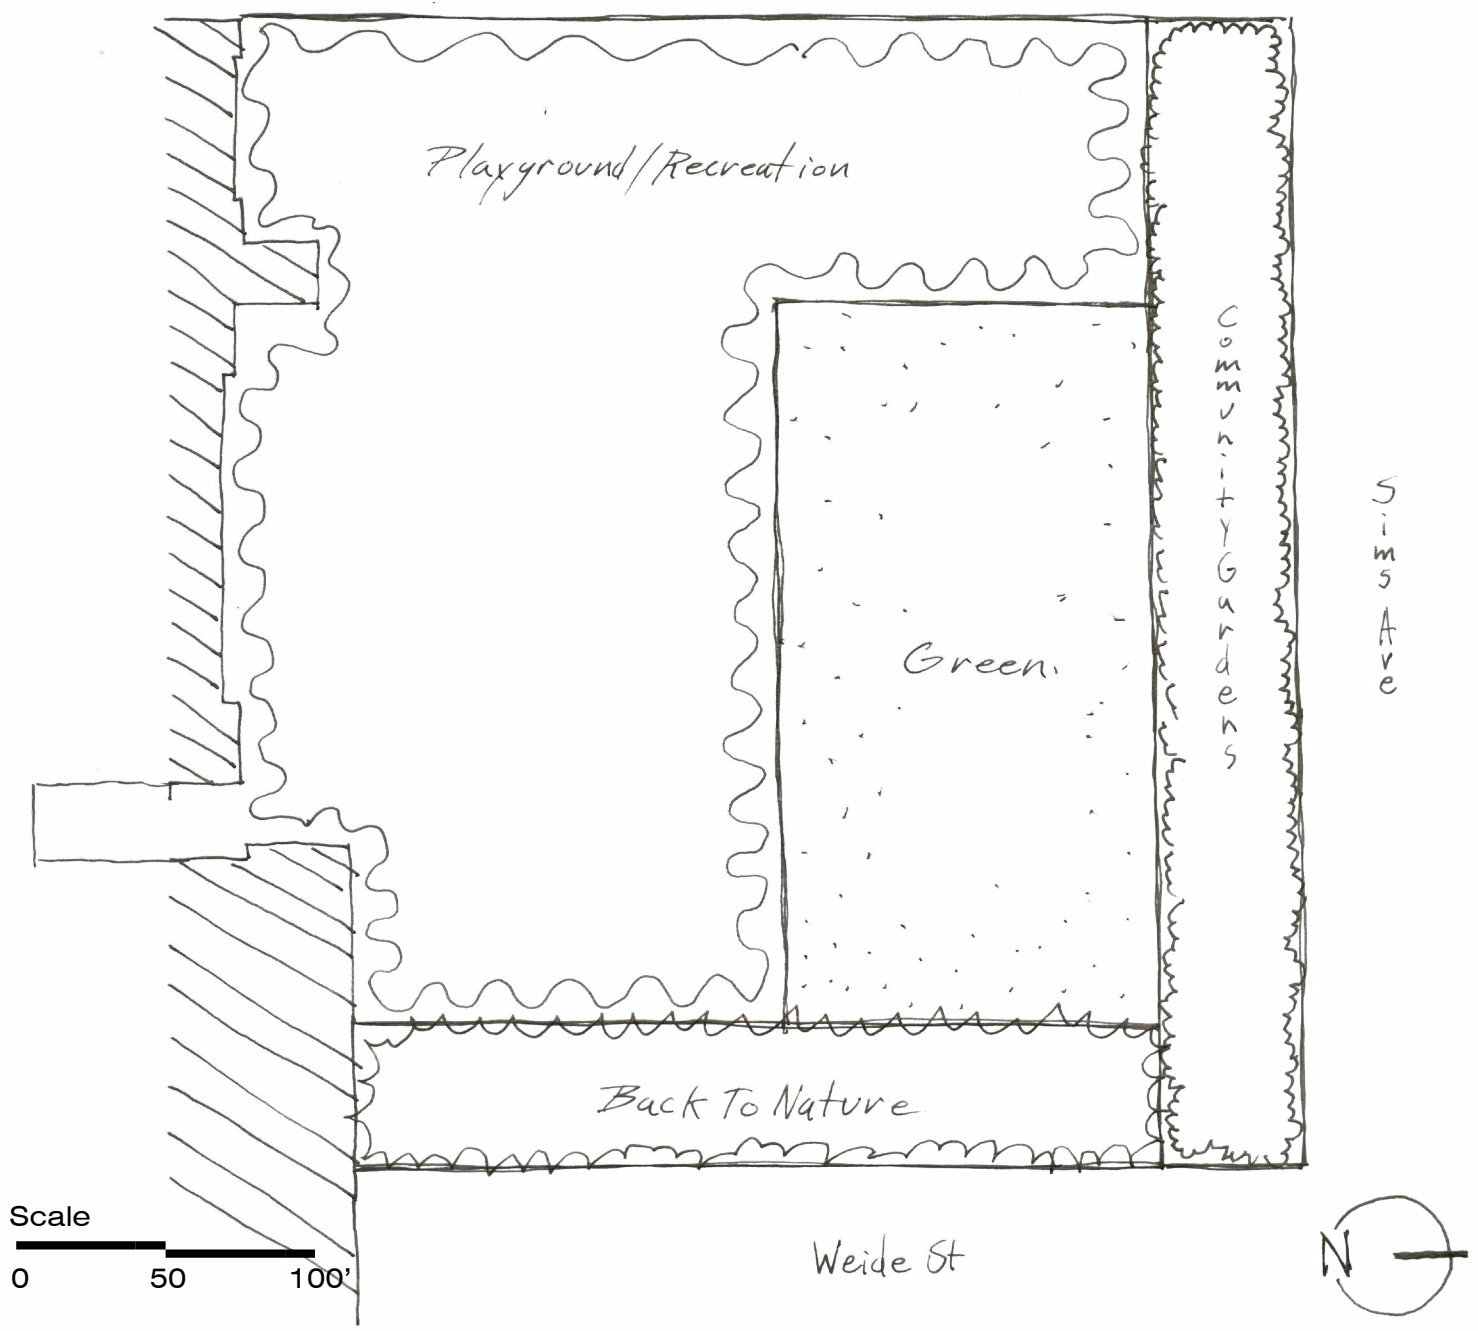 Playground/Recreation
Community Gardens
Sims Ave
Green.
Back To Nature
Weide St
Scale
0 50 100'
N